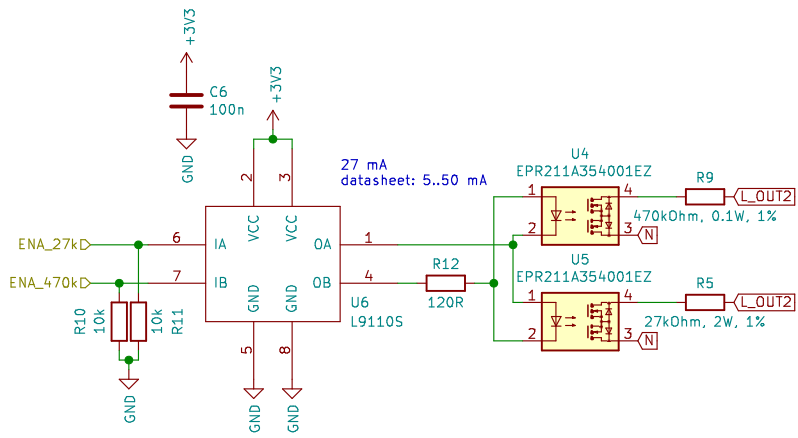 +3V3
C6
100n
GND
+3V3
27 mA
datasheet: 5..50 mA
2
3
VCC
VCC
ENA_27k
6
IA
OA
1
ENA_470k
7
IB
OB
4
R12
120R
GND
GND
U6
L9110S
R10
10k
10k
R11
5
8
GND
GND
GND
U4
EPR211A354001EZ
1
4
2
3
N
R9
L_OUT2
470kOhm, 0.1W, 1%
U5
EPR211A354001EZ
1
4
2
3
N
R5
L_OUT2
27kOhm, 2W, 1%